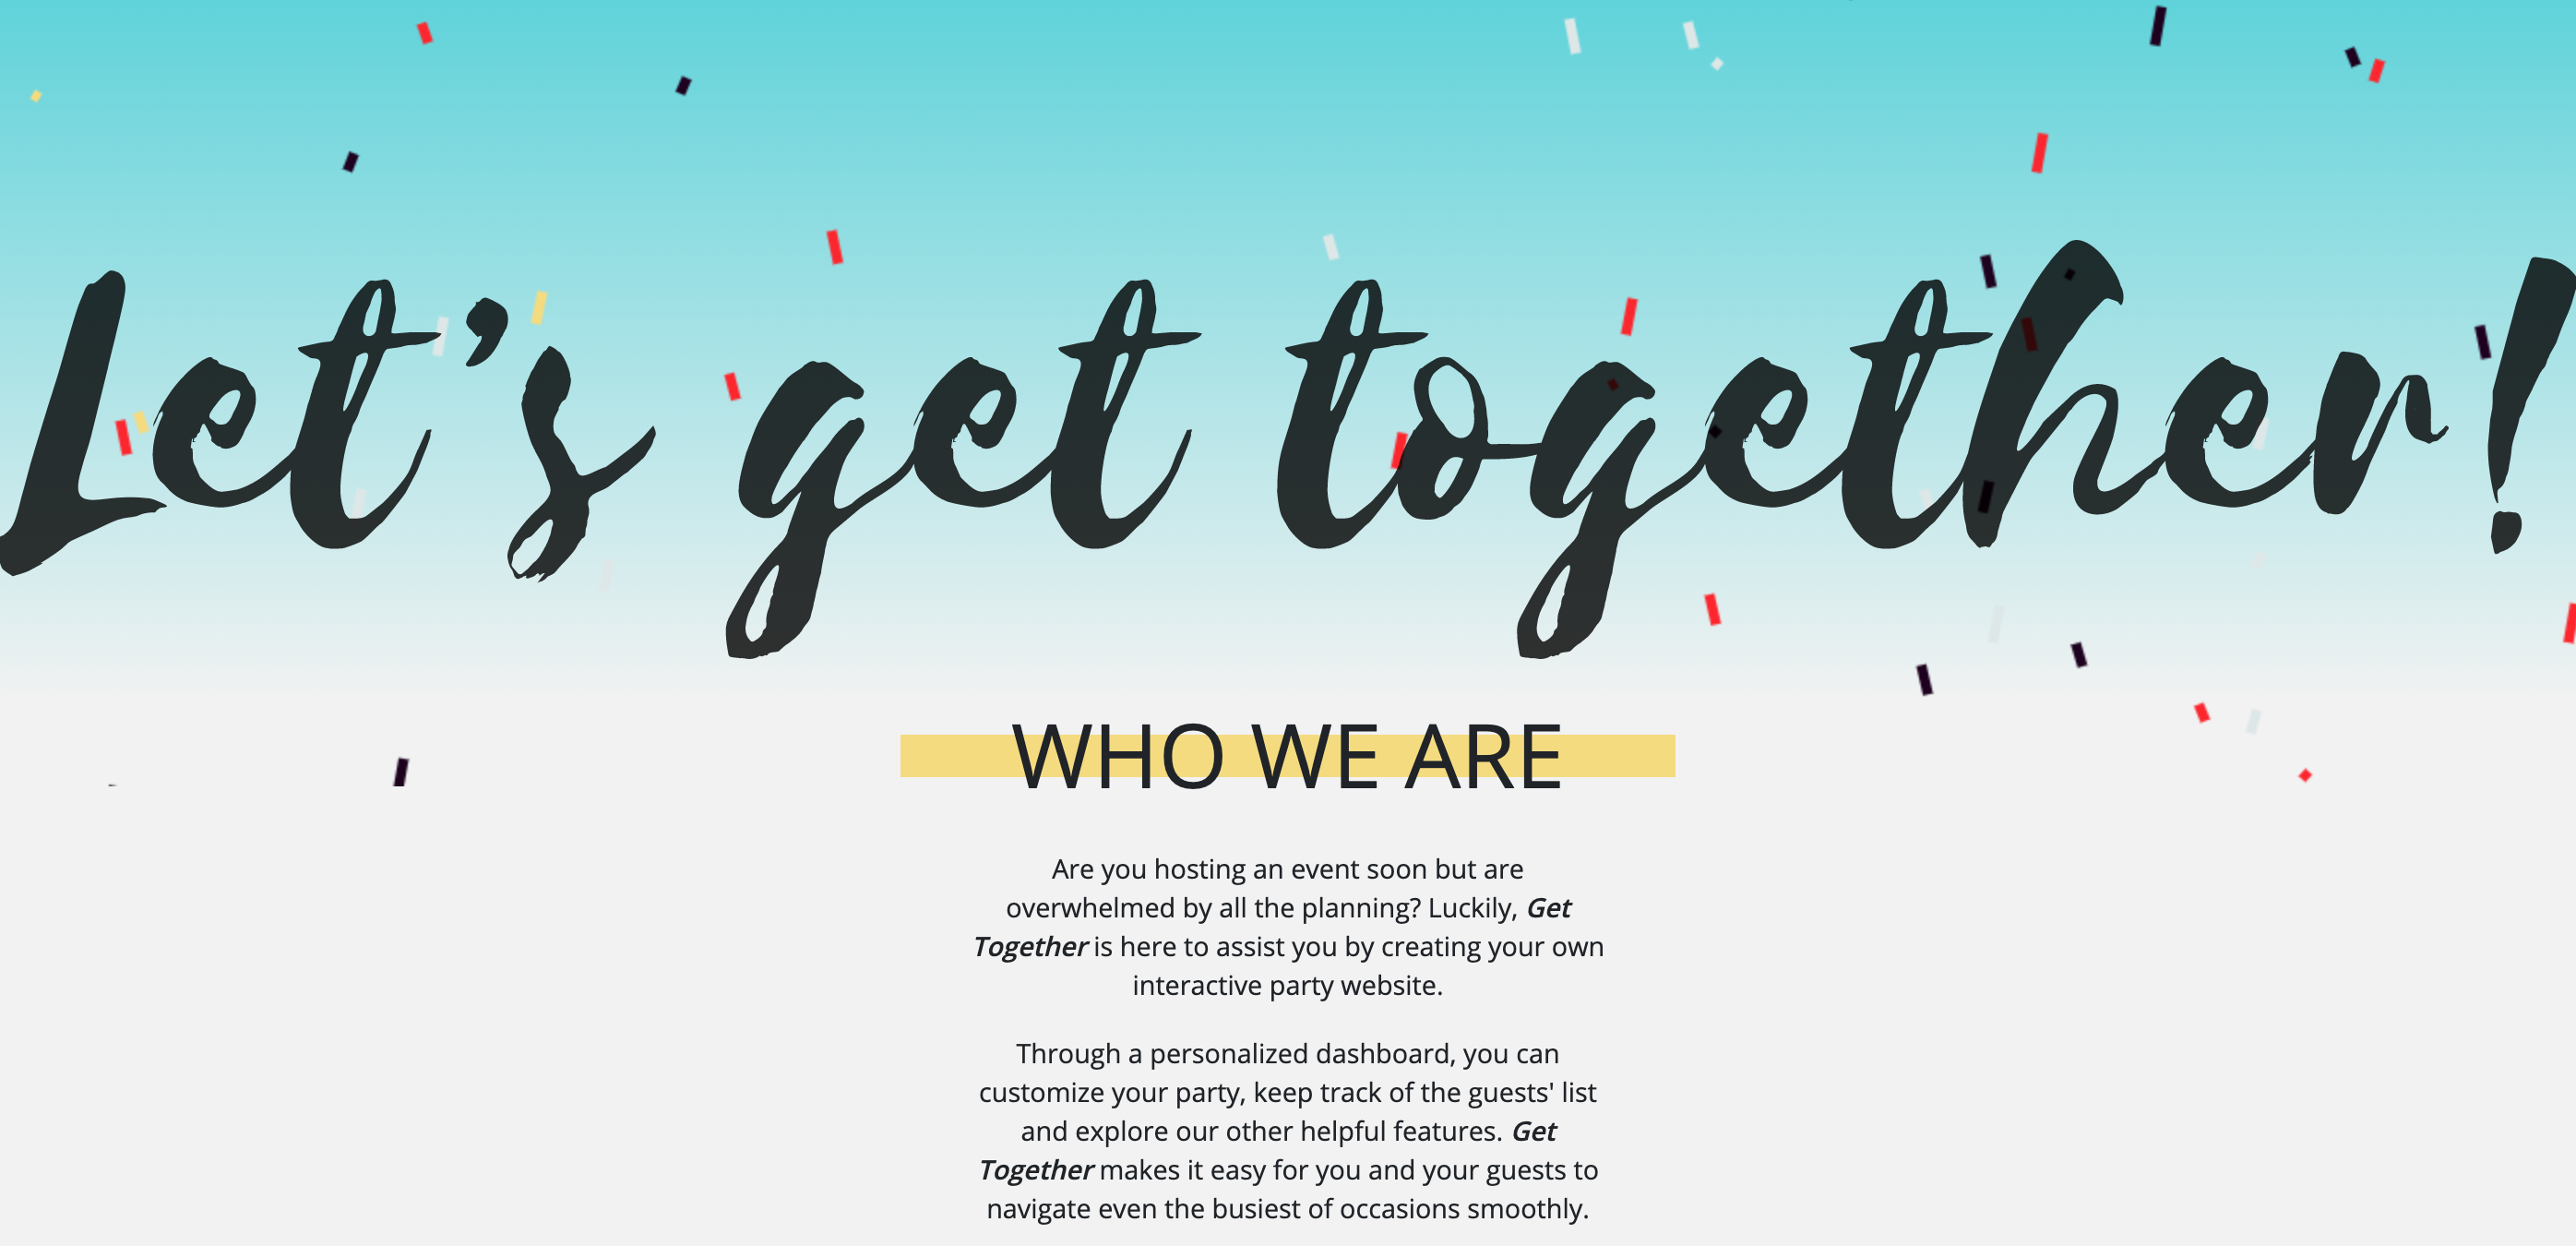 Let’s get together!
WHO WE ARE
Are you hosting an event soon but are
overwhelmed by all the planning? Luckily, Get
Together is here to assist you by creating your own
interactive party website.
Through a personalized dashboard, you can
customize your party, keep track of the guests' list
and explore our other helpful features. Get
Together makes it easy for you and your guests to
navigate even the busiest of occasions smoothly.